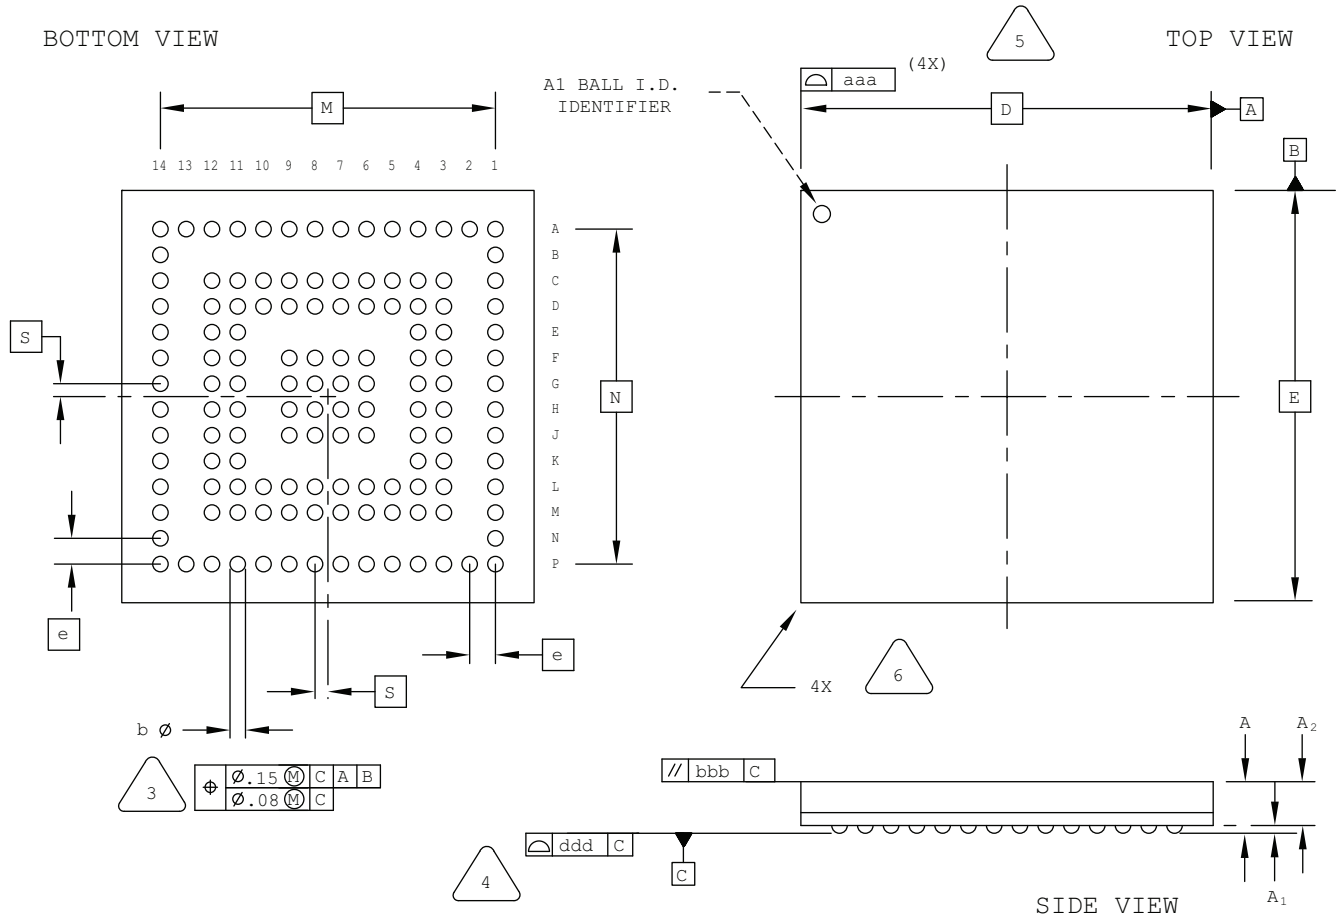 BOTTOM VIEW
5
TOP VIEW
aaa
(4X)
A1 BALL I.D.
IDENTIFIER
M
D
A
B
14 13 12 11 10 9 8 7 6 5 4 3 2 1
A
B
C
D
E
F
G
H
J
K
L
M
N
P
S
N
E
e
e
S
4X
6
b Ø
3
Ø.15 Ⓜ C A B
Ø.08 Ⓜ C
// bbb C
A
A₂
ddd C
C
4
A₁
SIDE VIEW